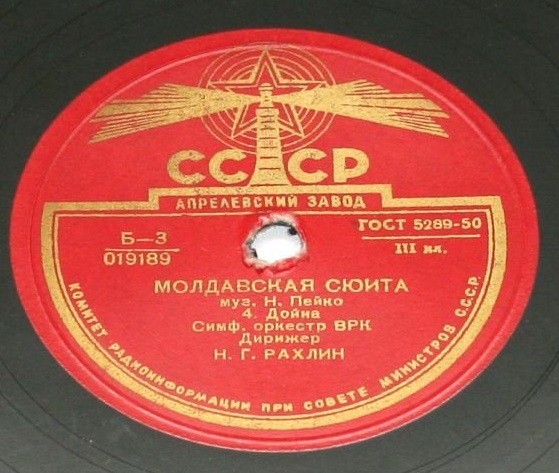 СССР
АПРЕЛЕВСКИЙ ЗАВОД
Б—3
019189
ГОСТ 5289-50
III кл.
МОЛДАВСКАЯ СЮИТА
муз. Н. Пейко
4. Дойна
Симф. оркестр ВРК
Дирижер
Н. Г. РАХЛИН
КОМИТЕТ РАДИОИНФОРМАЦИИ ПРИ СОВЕТЕ МИНИСТРОВ С.С.С.Р.